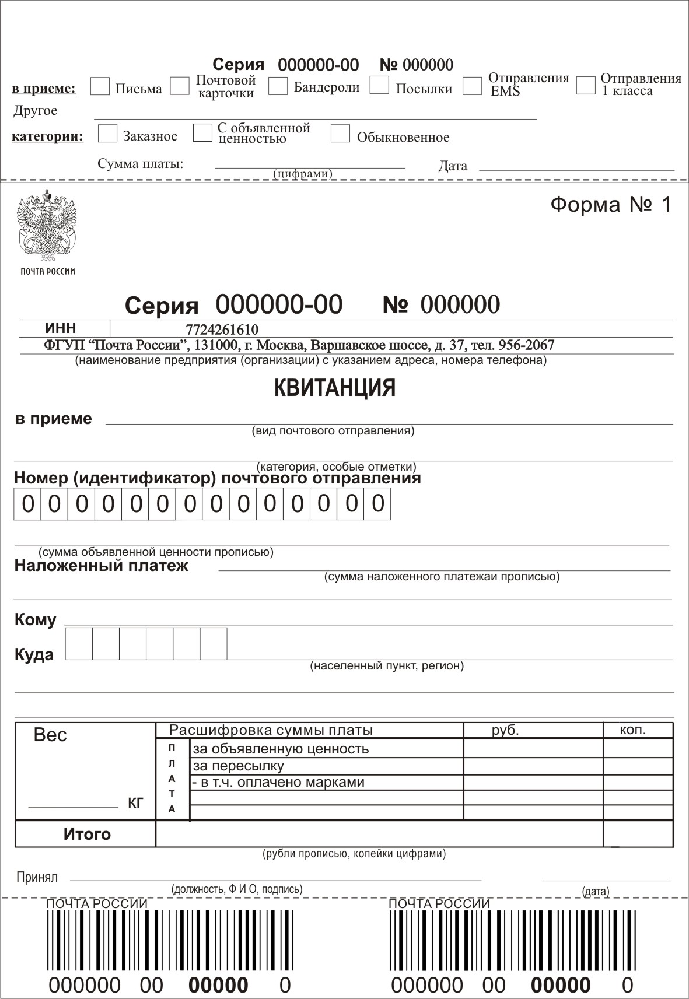 Серия 000000-00 № 000000
в приеме: Письма Почтовой карточки Бандероли Посылки Отправления EMS Отправления 1 класса
Другое
категории: Заказное С объявленной ценностью Обыкновенное
Сумма платы: Дата
(цифрами)
Форма № 1
ПОЧТА РОССИИ
Серия 000000-00 № 000000
ИНН 7724261610
ФГУП “Почта России”, 131000, г. Москва, Варшавское шоссе, д. 37, тел. 956-2067
(наименование предприятия (организации) с указанием адреса, номера телефона)
КВИТАНЦИЯ
в приеме
(вид почтового отправления)
(категория, особые отметки)
Номер (идентификатор) почтового отправления
0 0 0 0 0 0 0 0 0 0 0 0 0 0
(сумма объявленной ценности прописью)
Наложенный платеж
(сумма наложенного платежаи прописью)
Кому
Куда
(населенный пункт, регион)
Вес Расшифровка суммы платы руб. коп.
ПЛАТА
за объявленную ценность
за пересылку
- в т.ч. оплачено марками
кг
Итого
(рубли прописью, копейки цифрами)
Принял
(должность, Ф И О, подпись) (дата)
ПОЧТА РОССИИ ПОЧТА РОССИИ
000000 00 00000 0 000000 00 00000 0